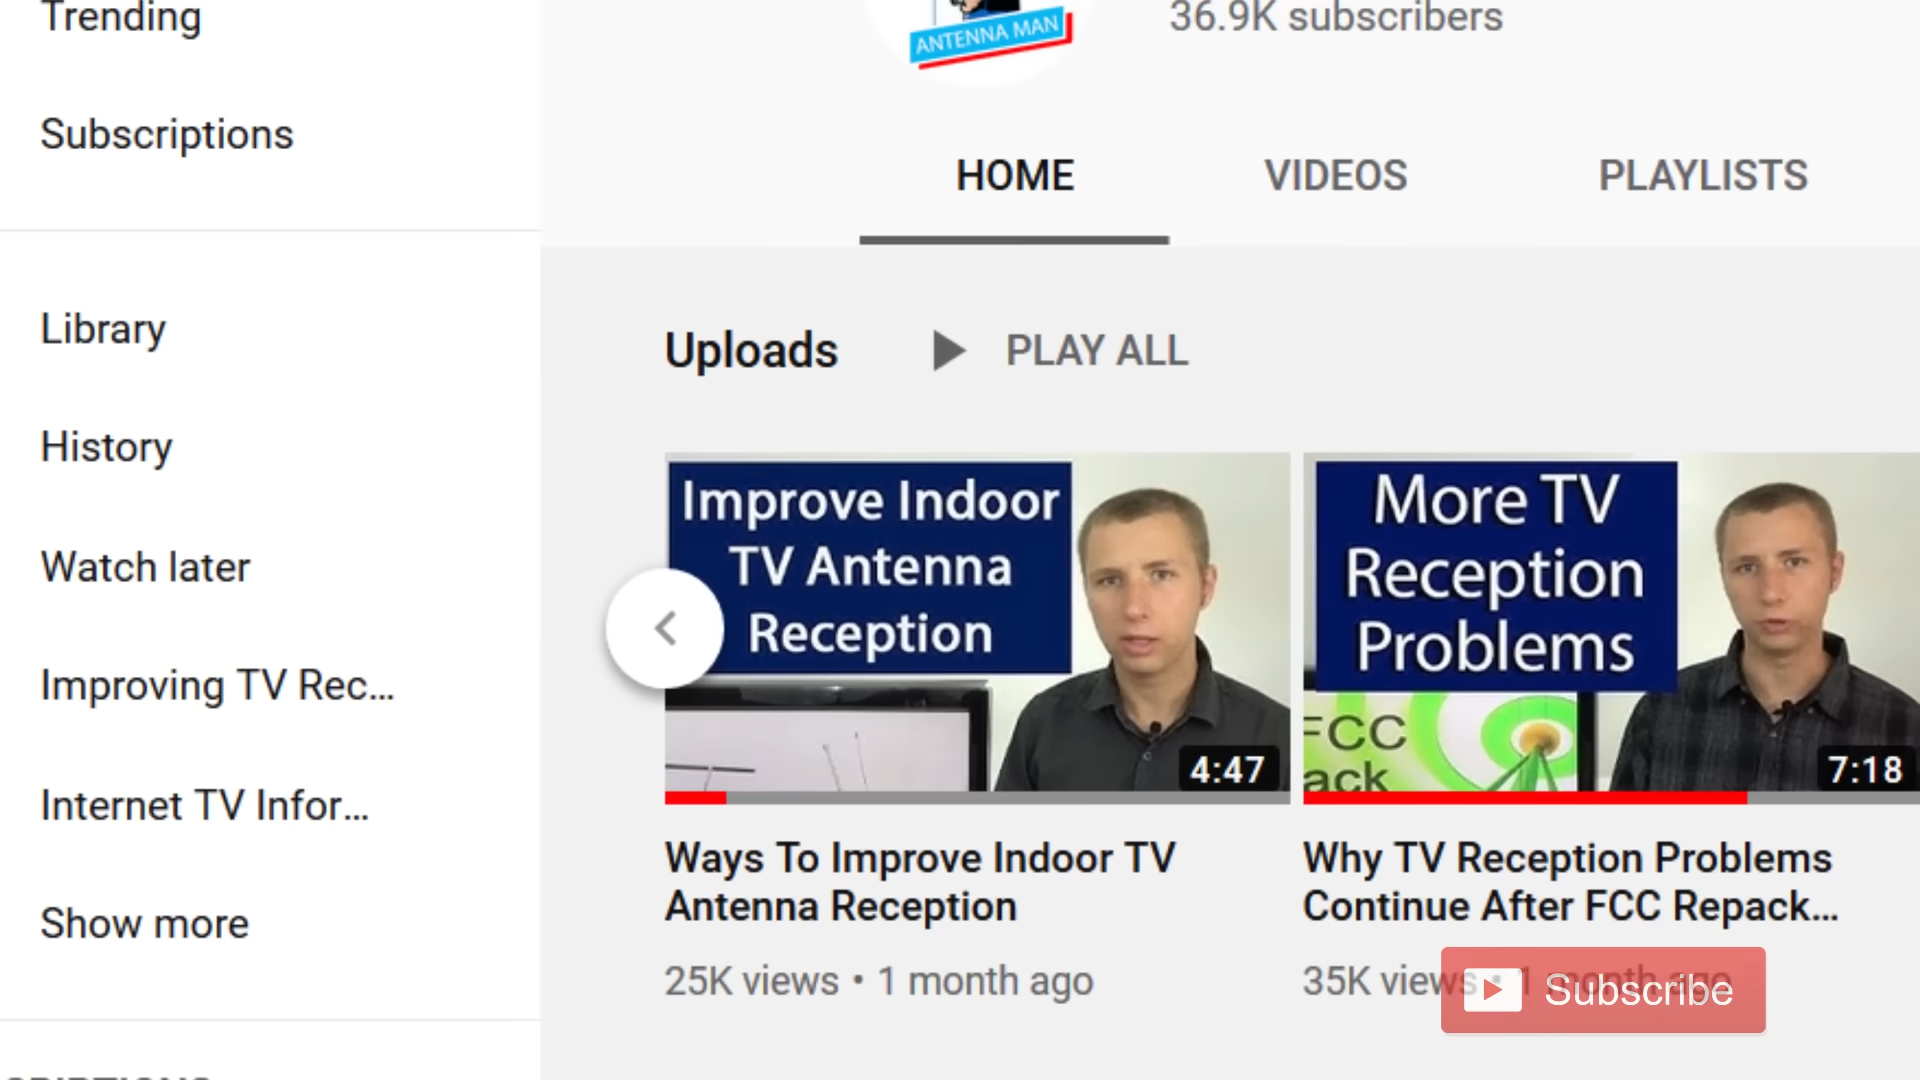 Trending
Subscriptions
Library
History
Watch later
Improving TV Rec...
Internet TV Infor...
Show more
ANTENNA MAN
36.9K subscribers
HOME
VIDEOS
PLAYLISTS
Uploads
PLAY ALL
Improve Indoor
TV Antenna
Reception
4:47
Ways To Improve Indoor TV
Antenna Reception
25K views • 1 month ago
More TV
Reception
Problems
FCC
ack
7:18
Why TV Reception Problems
Continue After FCC Repack...
35K views • 1 month ago
Subscribe